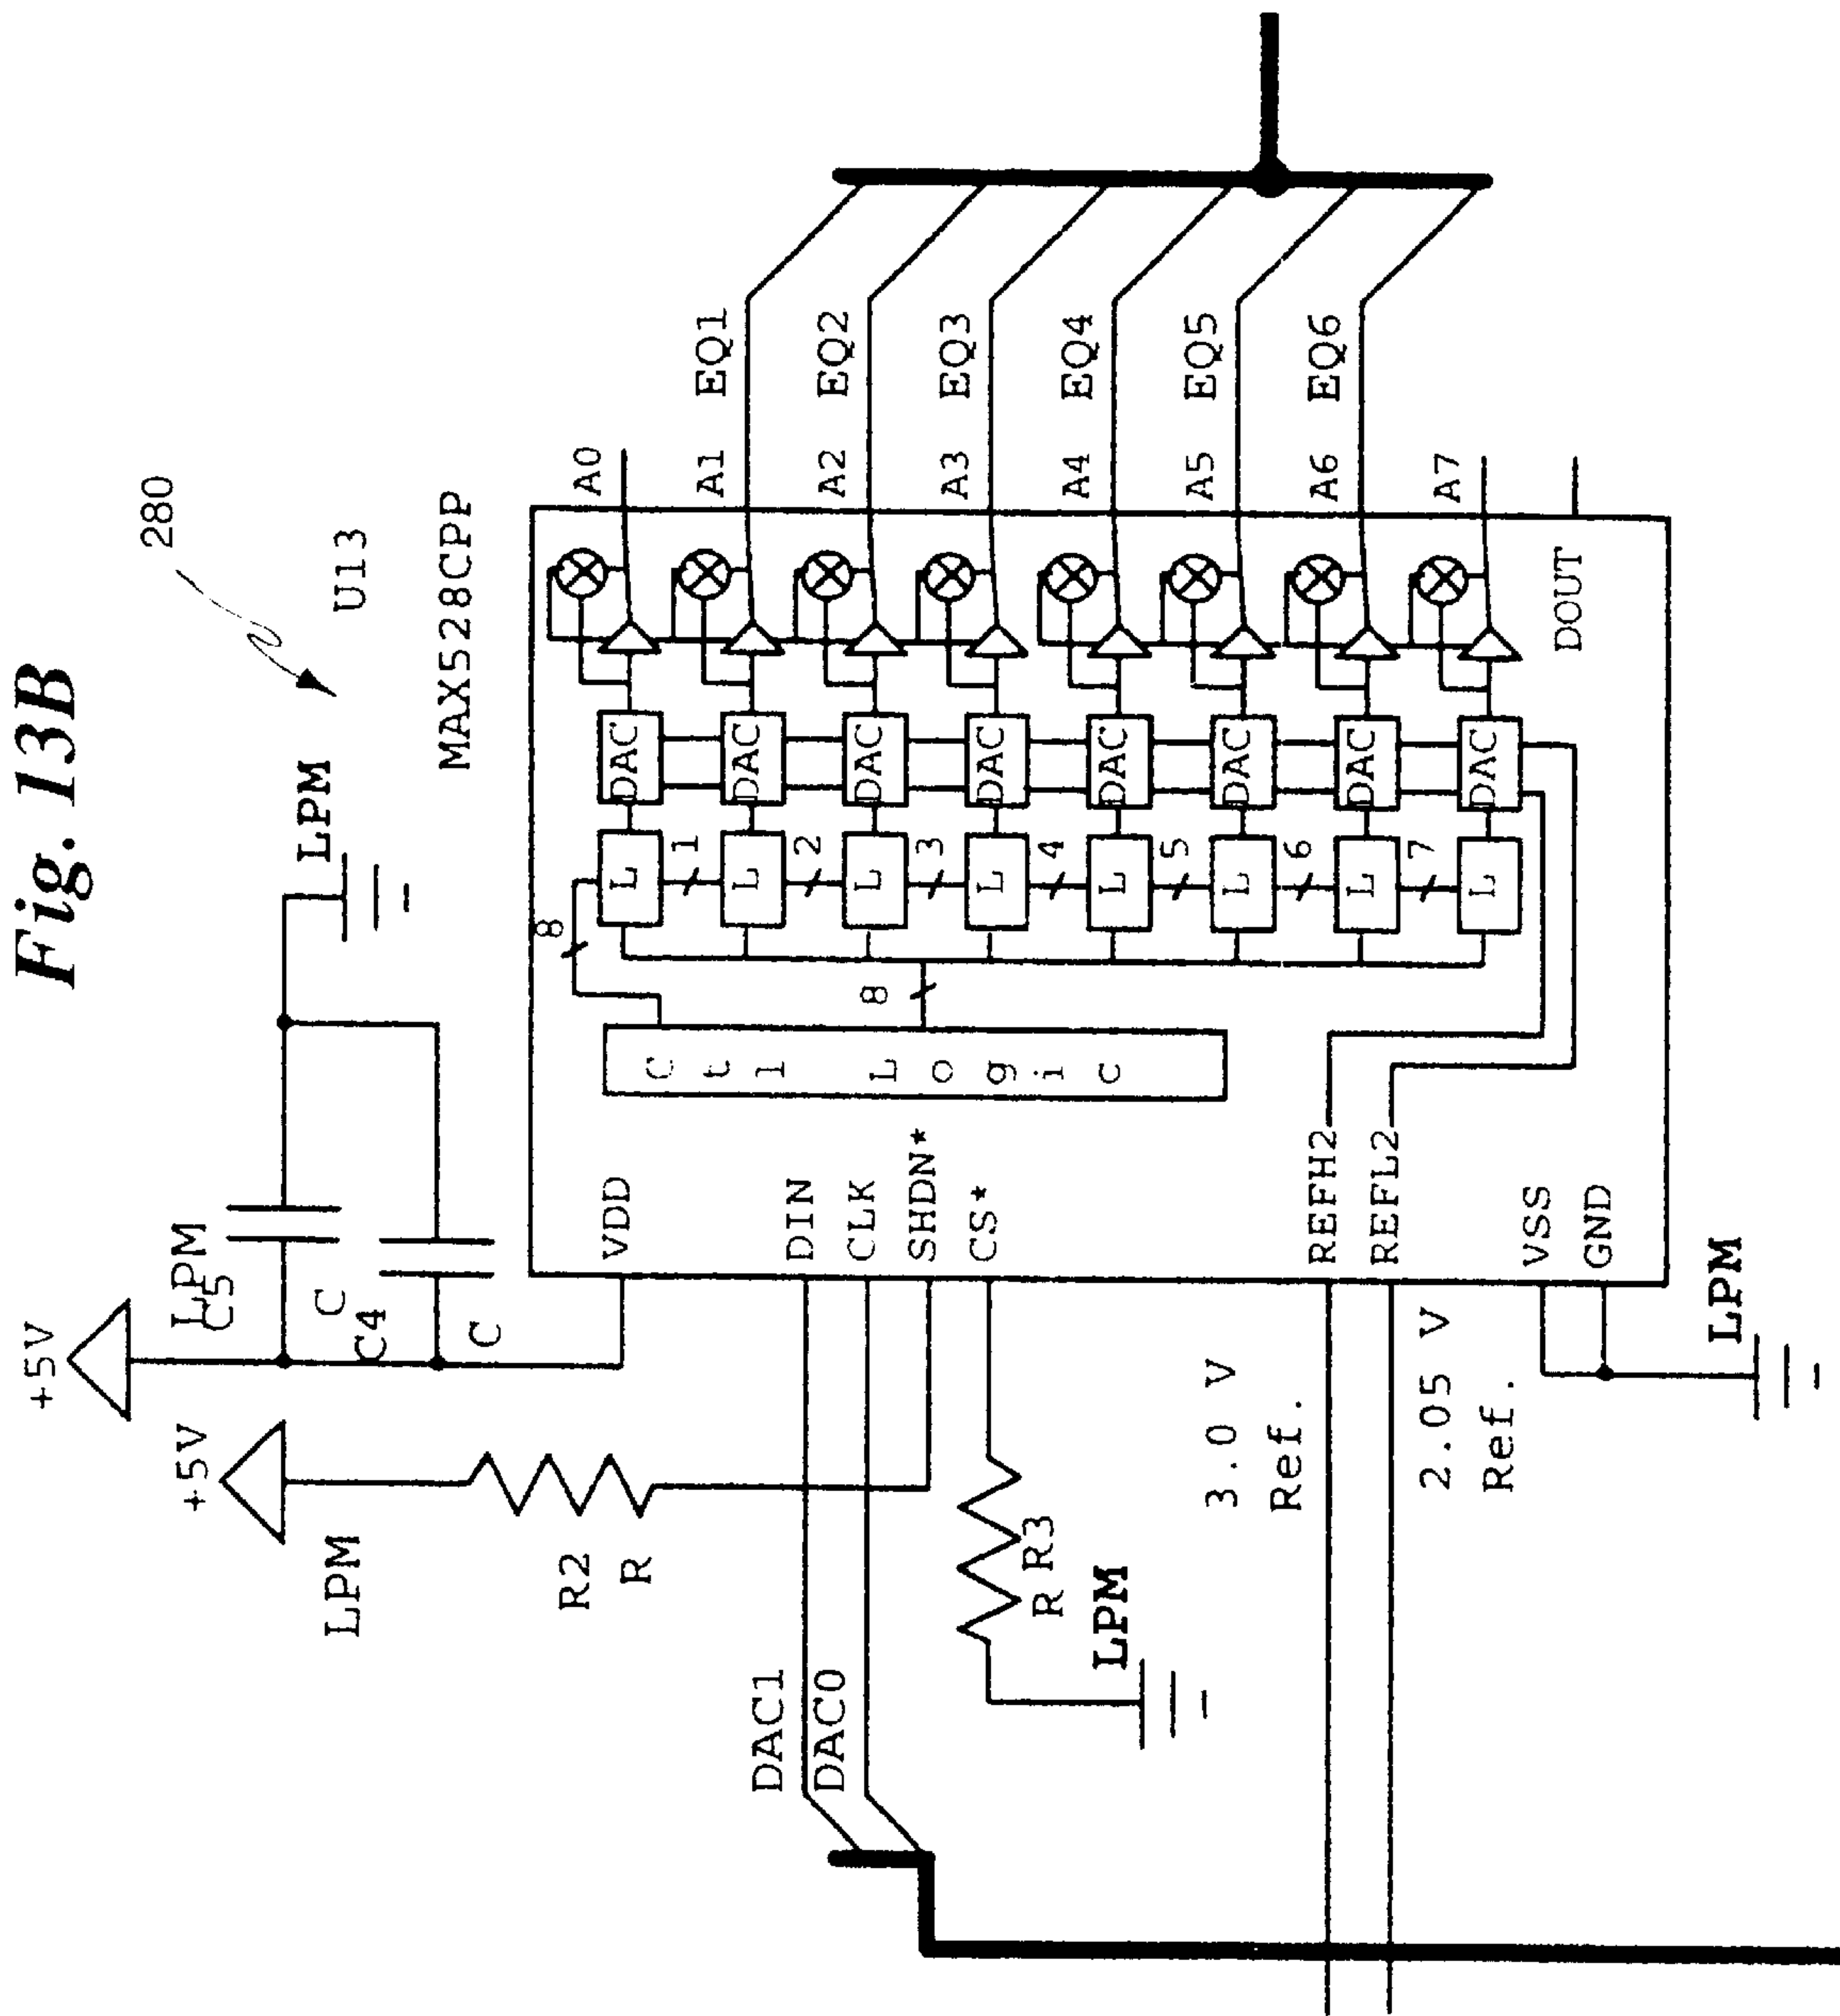 Fig. 13B
280
U13
MAX528CPP
+5V
LPM
C5
C
C4
C
LPM
+5V
LPM
R2
R
DAC1
DAC0
R3
R
LPM
3.0 V
Ref.
2.05 V
Ref.
LPM
VDD
DIN
CLK
SHDN*
CS*
REFH2
REFL2
VSS
GND
Ctl Logic
8
8
L
L
L
L
L
L
L
L
1
2
3
4
5
6
7
DAC
DAC
DAC
DAC
DAC
DAC
DAC
DAC
DOUT
A0
A1 EQ1
A2 EQ2
A3 EQ3
A4 EQ4
A5 EQ5
A6 EQ6
A7